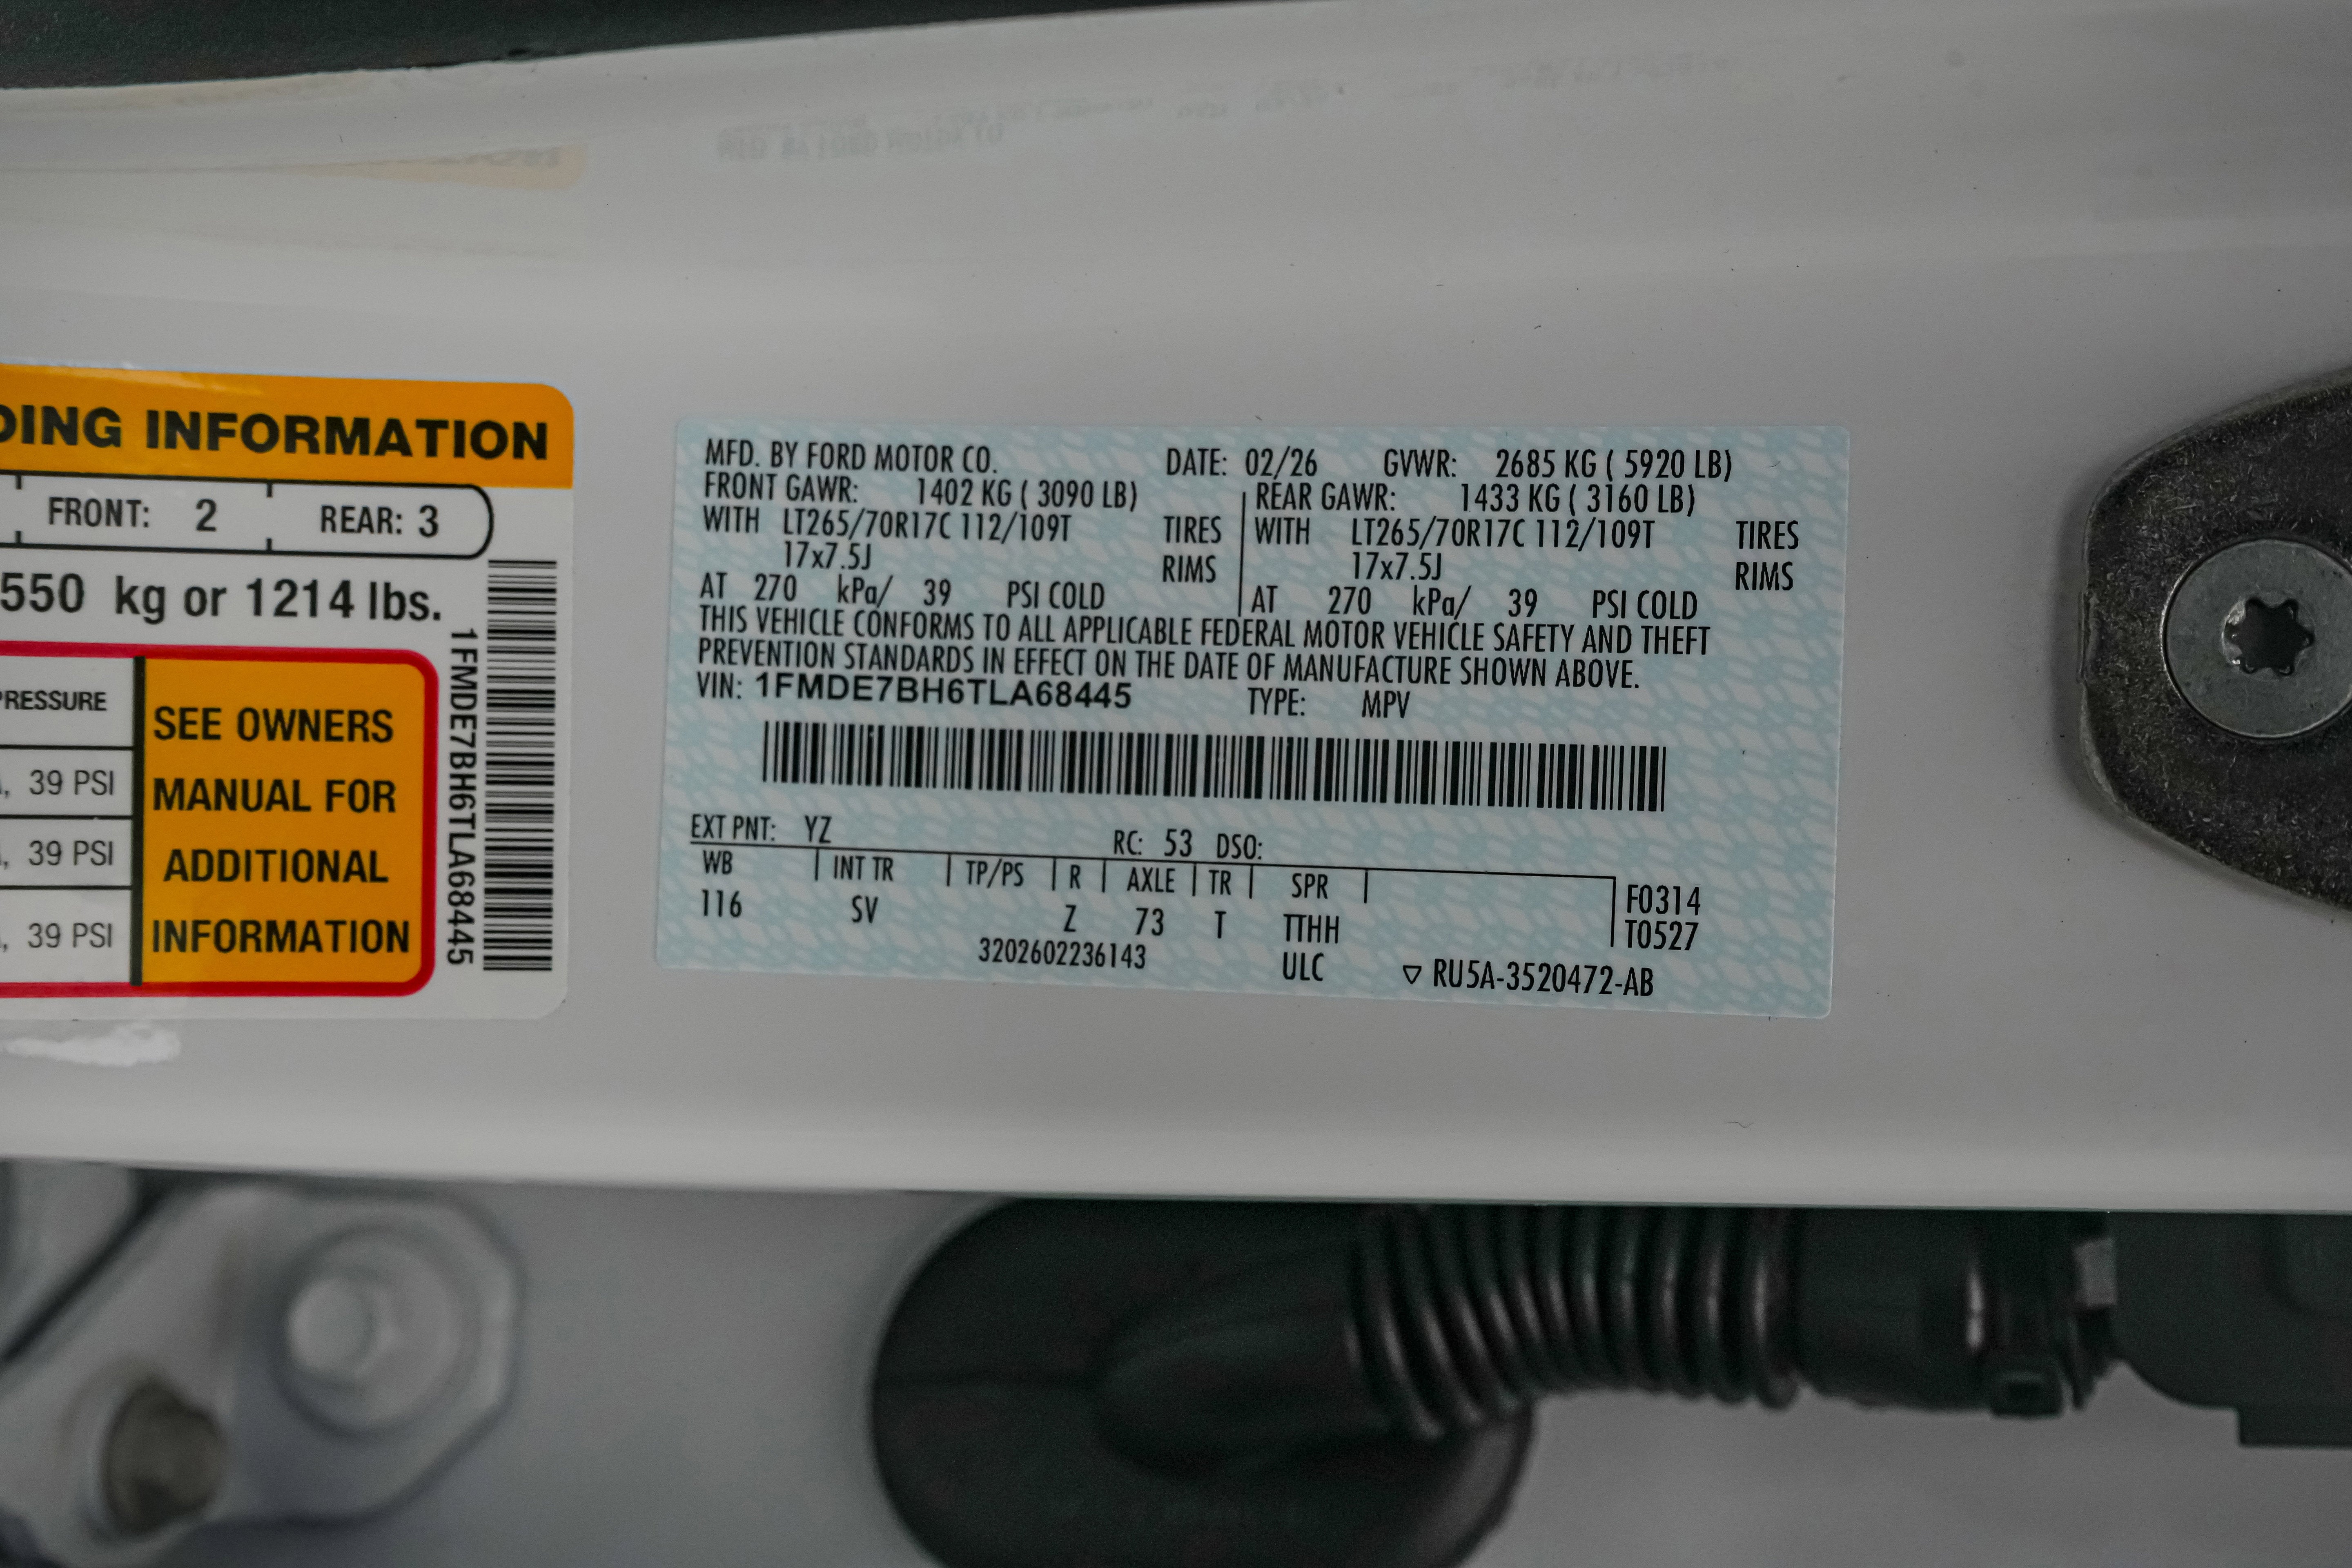 DING INFORMATION
FRONT: 2 REAR: 3
550 kg or 1214 lbs.
PRESSURE
39 PSI
39 PSI
39 PSI
SEE OWNERS
MANUAL FOR
ADDITIONAL
INFORMATION
1FMDE7BH6TLA68445
MFD. BY FORD MOTOR CO. DATE: 02/26 GVWR: 2685 KG ( 5920 LB)
FRONT GAWR: 1402 KG ( 3090 LB) REAR GAWR: 1433 KG ( 3160 LB)
WITH LT265/70R17C 112/109T TIRES WITH LT265/70R17C 112/109T TIRES
17x7.5J RIMS 17x7.5J RIMS
AT 270 kPa/ 39 PSI COLD AT 270 kPa/ 39 PSI COLD
THIS VEHICLE CONFORMS TO ALL APPLICABLE FEDERAL MOTOR VEHICLE SAFETY AND THEFT
PREVENTION STANDARDS IN EFFECT ON THE DATE OF MANUFACTURE SHOWN ABOVE.
VIN: 1FMDE7BH6TLA68445 TYPE: MPV
EXT PNT: YZ RC: 53 DSO:
WB INT TR TP/PS R AXLE TR SPR F0314
116 SV Z 73 T TTHH T0527
3202602236143 ULC ▽ RU5A-3520472-AB